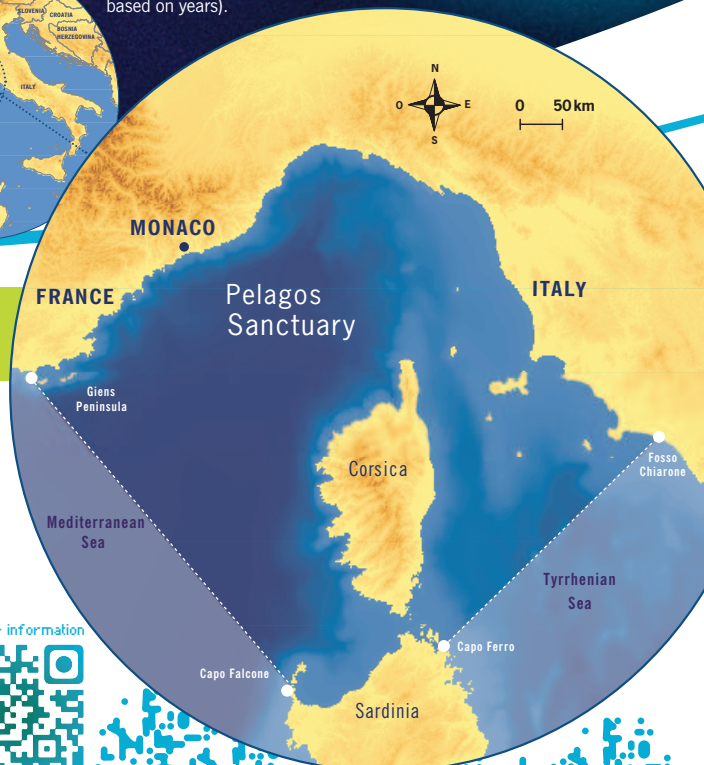 based on years).
SLOVENIA
CROATIA
BOSNIA
HERZEGOVINA
ITALY
N
O
E
S
0 50 km
MONACO
FRANCE
ITALY
Pelagos
Sanctuary
Giens
Peninsula
Corsica
Fosso
Chiarone
Mediterranean
Sea
Tyrrhenian
Sea
information
Capo Ferro
Capo Falcone
Sardinia